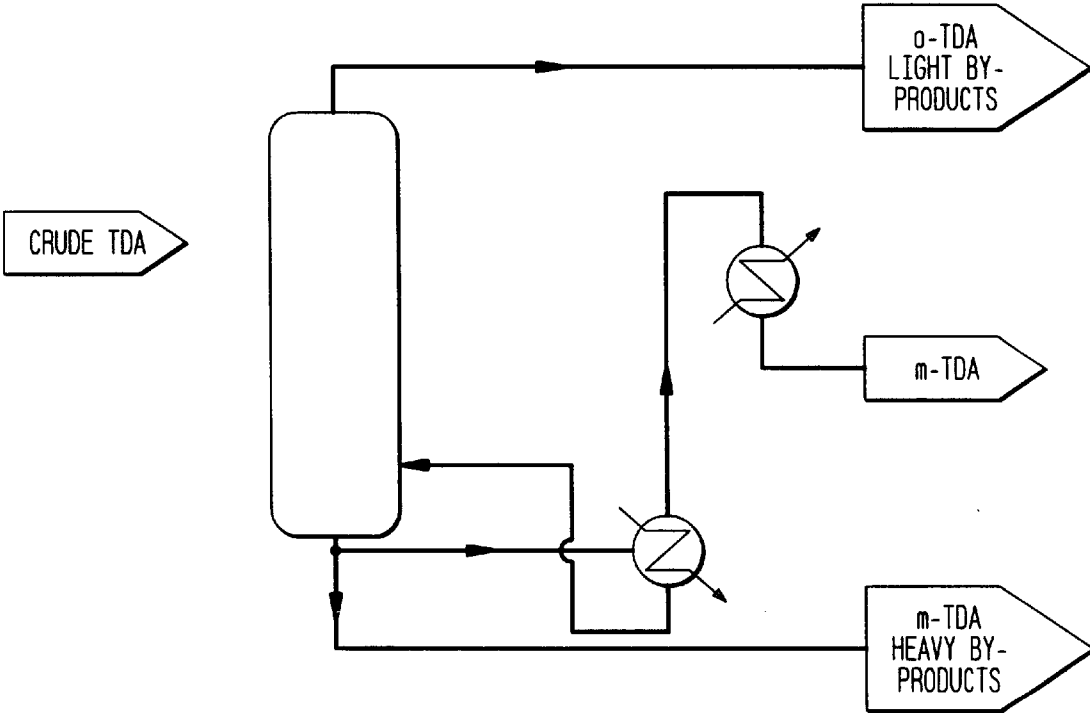 o-TDA
LIGHT BY-
PRODUCTS
CRUDE TDA
m-TDA
m-TDA
HEAVY BY-
PRODUCTS